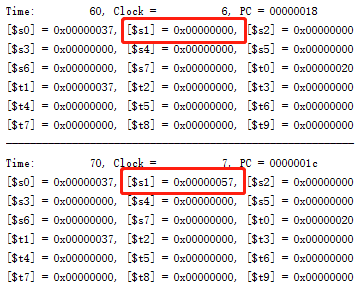 Time: 60, Clock = 6, PC = 00000018
[$s0] = 0x00000037, [$s1] = 0x00000000, [$s2] = 0x00000000
[$s3] = 0x00000000, [$s4] = 0x00000000, [$s5] = 0x00000000
[$s6] = 0x00000000, [$s7] = 0x00000000, [$t0] = 0x00000020
[$t1] = 0x00000037, [$t2] = 0x00000000, [$t3] = 0x00000000
[$t4] = 0x00000000, [$t5] = 0x00000000, [$t6] = 0x00000000
[$t7] = 0x00000000, [$t8] = 0x00000000, [$t9] = 0x00000000
Time: 70, Clock = 7, PC = 0000001c
[$s0] = 0x00000037, [$s1] = 0x00000057, [$s2] = 0x00000000
[$s3] = 0x00000000, [$s4] = 0x00000000, [$s5] = 0x00000000
[$s6] = 0x00000000, [$s7] = 0x00000000, [$t0] = 0x00000020
[$t1] = 0x00000037, [$t2] = 0x00000000, [$t3] = 0x00000000
[$t4] = 0x00000000, [$t5] = 0x00000000, [$t6] = 0x00000000
[$t7] = 0x00000000, [$t8] = 0x00000000, [$t9] = 0x00000000